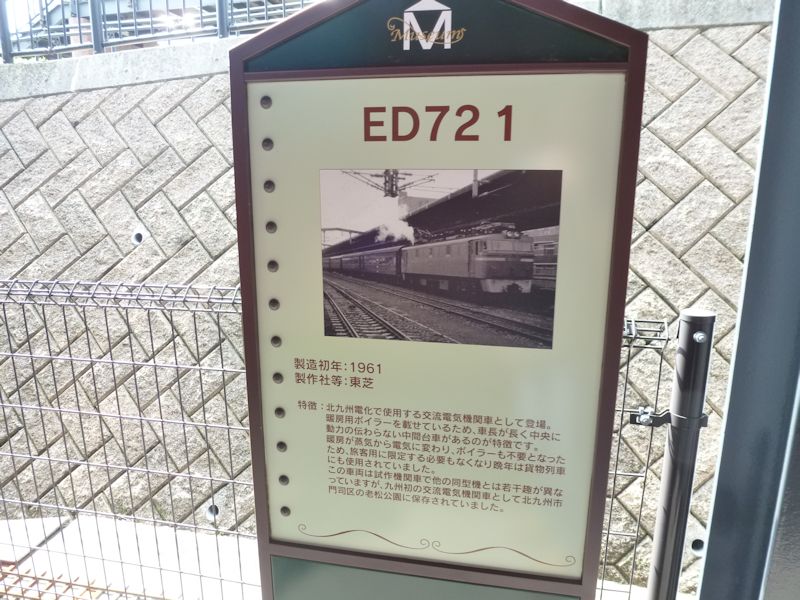 M
Museum
ED72 1
製造初年：1961
製作社等：東芝
特徴：北九州電化で使用する交流電気機関車として登場。
暖房用ボイラーを載せているため、車長が長く中央に
動力の伝わらない中間台車があるのが特徴です。
暖房が蒸気から電気に変わり、ボイラーも不要となった
ため、旅客用に限定する必要もなくなり晩年は貨物列車
にも使用されていました。
この車両は試作機関車で他の同型機とは若干趣が異な
っていますが、九州初の交流電気機関車として北九州市
門司区の老松公園に保存されていました。